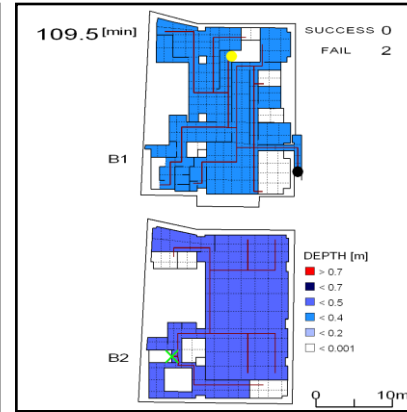 109.5 [min]
SUCCESS 0
FAIL 2
B1
B2
DEPTH [m]
> 0.7
< 0.7
< 0.5
< 0.4
< 0.2
< 0.001
0 10m